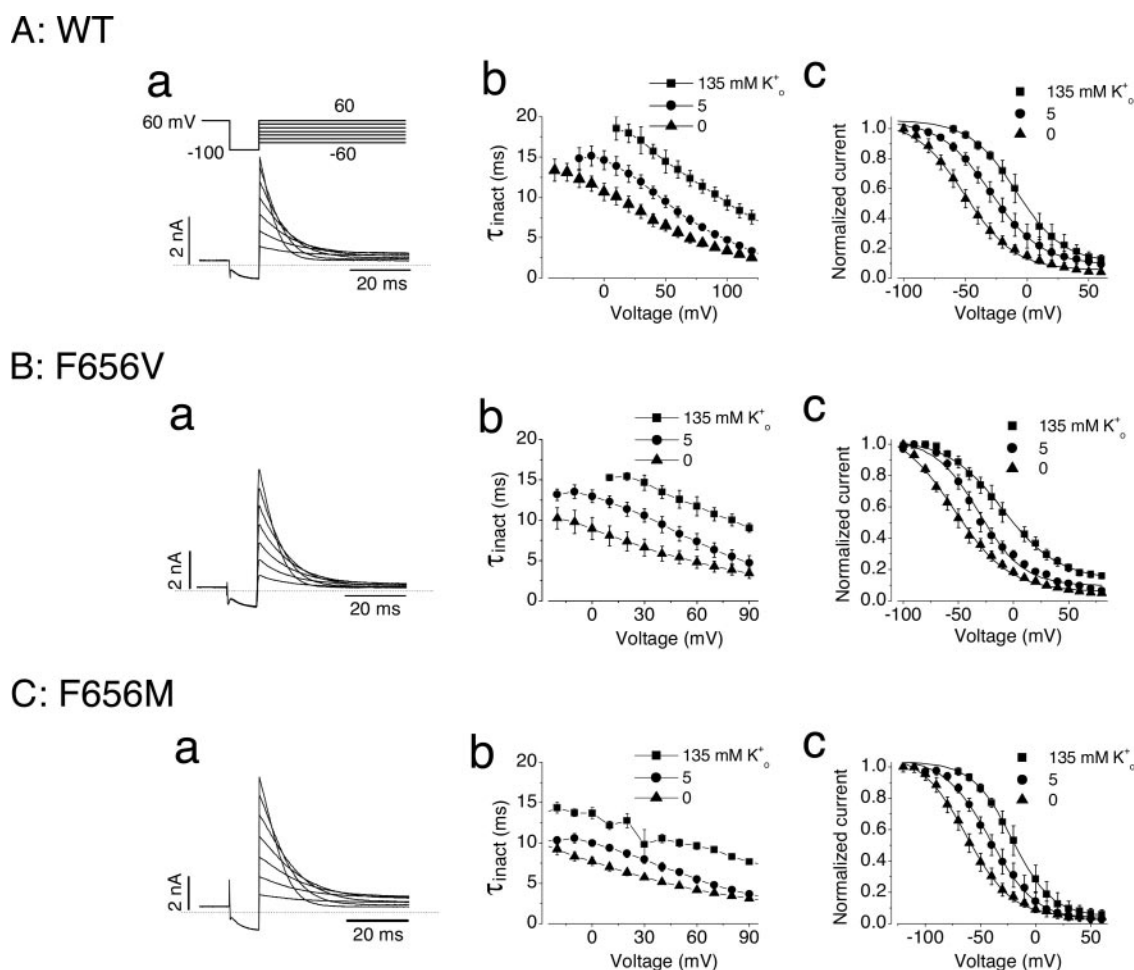 A: WT
a
60 mV
-100
60
-60
2 nA
20 ms
b
135 mM K⁺ₒ
5
0
20
15
10
5
0
τinact (ms)
0 50 100
Voltage (mV)
c
135 mM K⁺ₒ
5
0
1.0
0.8
0.6
0.4
0.2
0.0
Normalized current
-100 -50 0 50
Voltage (mV)
B: F656V
a
2 nA
20 ms
b
135 mM K⁺ₒ
5
0
20
15
10
5
0
τinact (ms)
0 30 60 90
Voltage (mV)
c
135 mM K⁺ₒ
5
0
1.0
0.8
0.6
0.4
0.2
0.0
Normalized current
-100 -50 0 50
Voltage (mV)
C: F656M
a
2 nA
20 ms
b
135 mM K⁺ₒ
5
0
20
15
10
5
0
τinact (ms)
0 30 60 90
Voltage (mV)
c
135 mM K⁺ₒ
5
0
1.0
0.8
0.6
0.4
0.2
0.0
Normalized current
-100 -50 0 50
Voltage (mV)